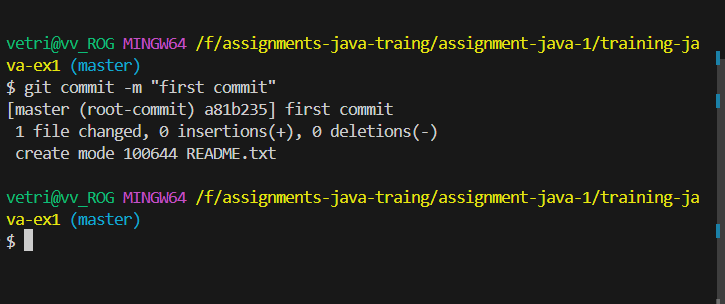 vetri@vv_ROG MINGW64 /f/assignments-java-traing/assignment-java-1/training-ja
va-ex1 (master)
$ git commit -m "first commit"
[master (root-commit) a81b235] first commit
 1 file changed, 0 insertions(+), 0 deletions(-)
 create mode 100644 README.txt
vetri@vv_ROG MINGW64 /f/assignments-java-traing/assignment-java-1/training-ja
va-ex1 (master)
$